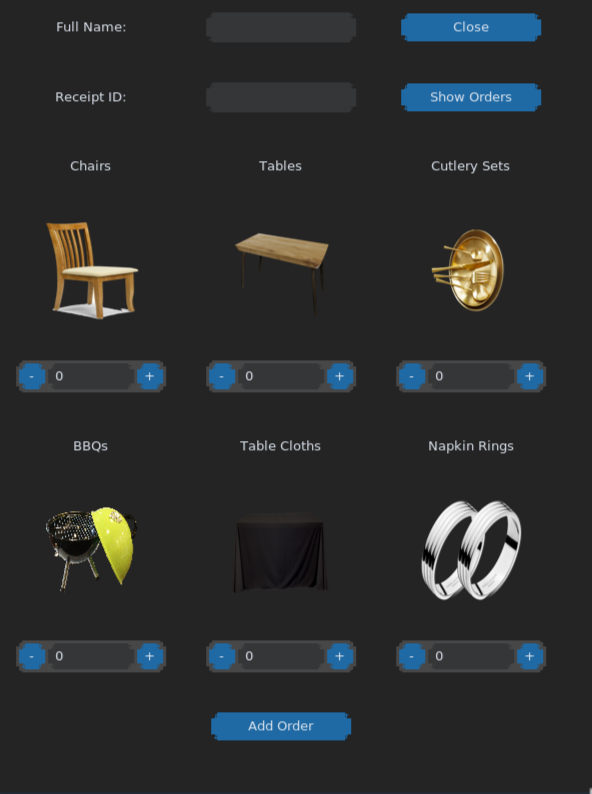 Full Name: Close
Receipt ID: Show Orders
Chairs Tables Cutlery Sets
- 0 + - 0 + - 0 +
BBQs Table Cloths Napkin Rings
- 0 + - 0 + - 0 +
Add Order